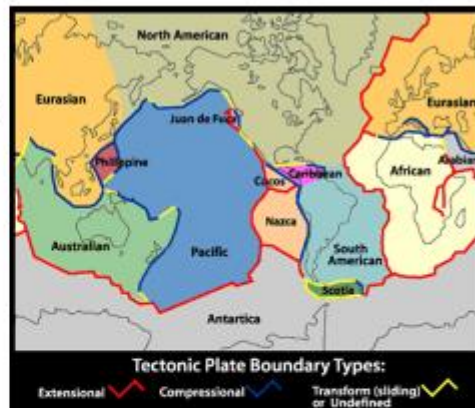 North American
Eurasian
Eurasian
Juan de Fuca
Philippine
Caribbean
Cocos
African
Arabian
Nazca
Australian
Pacific
South
American
Scotia
Antartica
Tectonic Plate Boundary Types:
Extensional
Compressional
Transform (sliding)
or Undefined